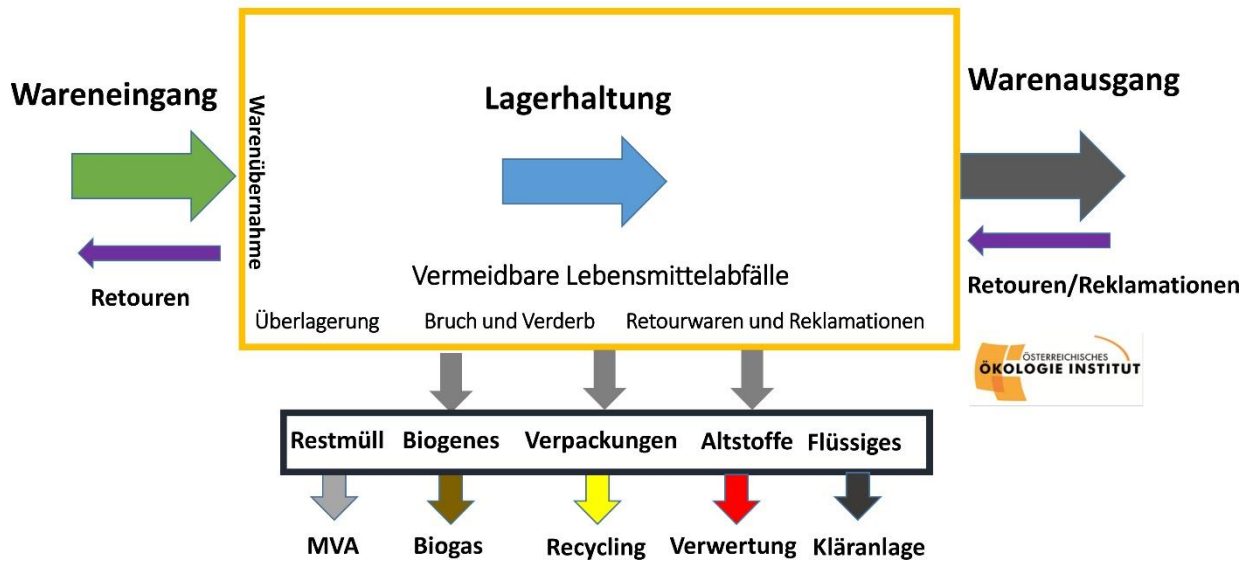 Wareneingang
Warenübernahme
Lagerhaltung
Warenausgang
Retouren
Retouren/Reklamationen
Vermeidbare Lebensmittelabfälle
Überlagerung
Bruch und Verderb
Retourwaren und Reklamationen
ÖSTERREICHISCHES
ÖKOLOGIE INSTITUT
Restmüll
Biogenes
Verpackungen
Altstoffe
Flüssiges
MVA
Biogas
Recycling
Verwertung
Kläranlage